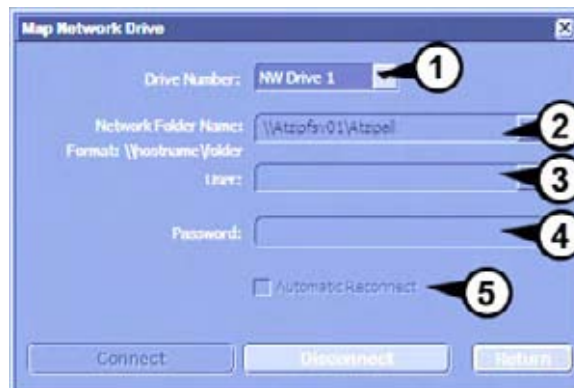 Map Network Drive
Drive Number: NW Drive 1 1
Network Folder Name: 2
Format: \\hostname\folder
User: 3
Password: 4
Automatic Reconnect 5
Connect Disconnect Return